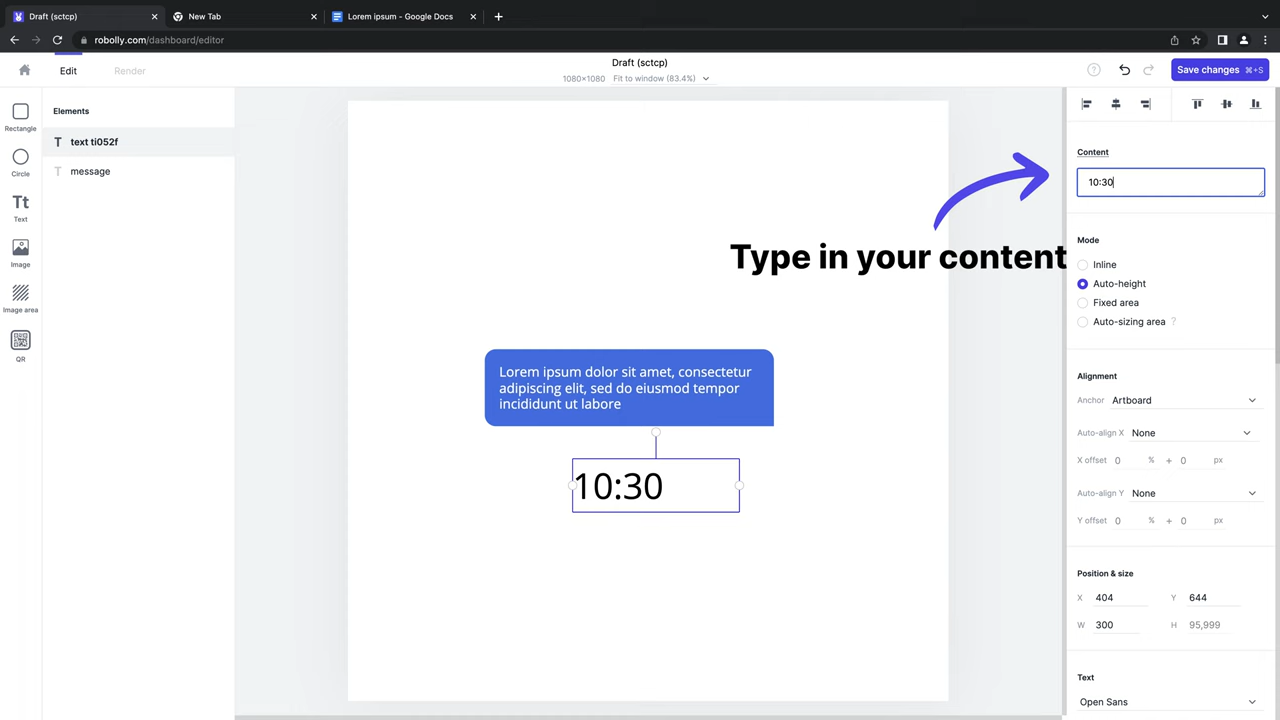 Draft (sctcp)
New Tab
Lorem ipsum - Google Docs
robolly.com/dashboard/editor
Edit
Render
Draft (sctcp)
1080×1080 Fit to window (83.4%)
?
Save changes ⌘+S
Rectangle
Circle
Tt
Text
Image
Image area
QR
Elements
T text ti052f
T message
Type in your content
Lorem ipsum dolor sit amet, consectetur
adipiscing elit, sed do eiusmod tempor
incididunt ut labore
10:30
Content
10:30
Mode
Inline
Auto-height
Fixed area
Auto-sizing area ?
Alignment
Anchor Artboard
Auto-align X None
X offset 0 % + 0 px
Auto-align Y None
Y offset 0 % + 0 px
Position & size
X 404 Y 644
W 300 H 95,999
Text
Open Sans